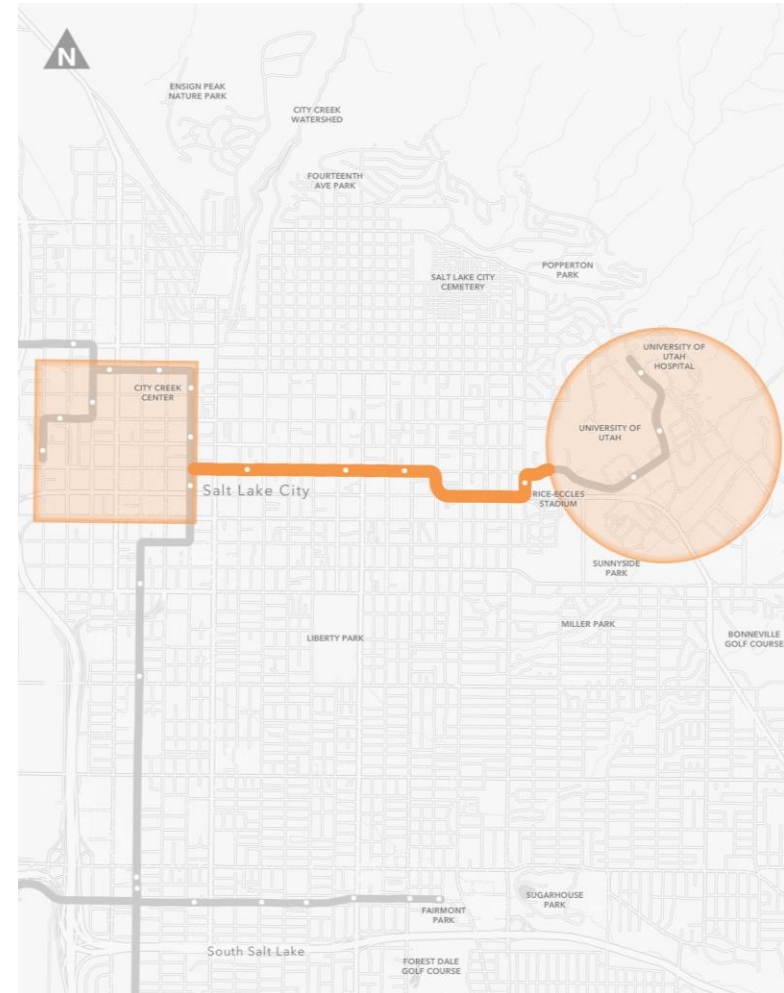 N
ENSIGN PEAK
NATURE PARK
CITY CREEK
WATERSHED
FOURTEENTH
AVE PARK
SALT LAKE CITY
CEMETERY
POPPERTON
PARK
UNIVERSITY OF
UTAH
HOSPITAL
CITY CREEK
CENTER
UNIVERSITY OF
UTAH
Salt Lake City
RICE-ECCLES
STADIUM
SUNNYSIDE
PARK
LIBERTY PARK
MILLER PARK
BONNEVILLE
GOLF COURSE
SUGARHOUSE
PARK
FAIRMONT
PARK
South Salt Lake
FOREST DALE
GOLF COURSE